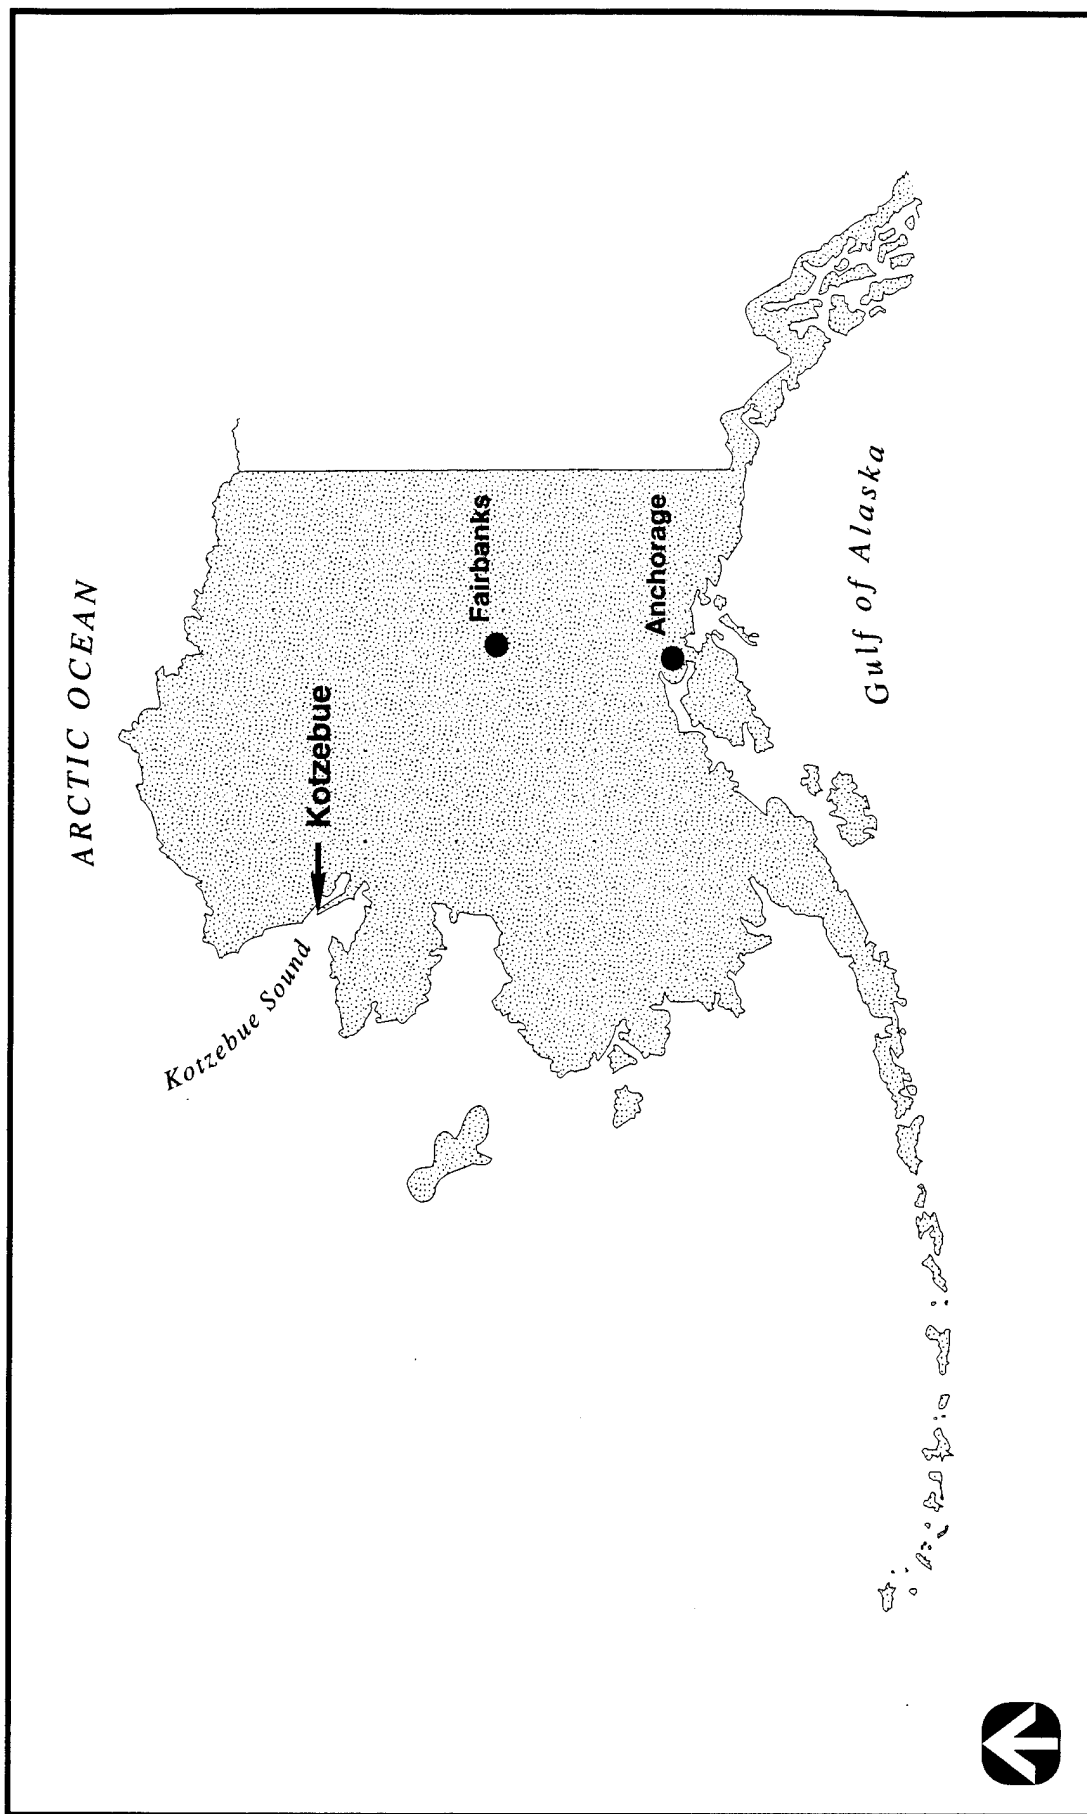 ARCTIC OCEAN
Kotzebue Sound
Kotzebue
Fairbanks
Anchorage
Gulf of Alaska